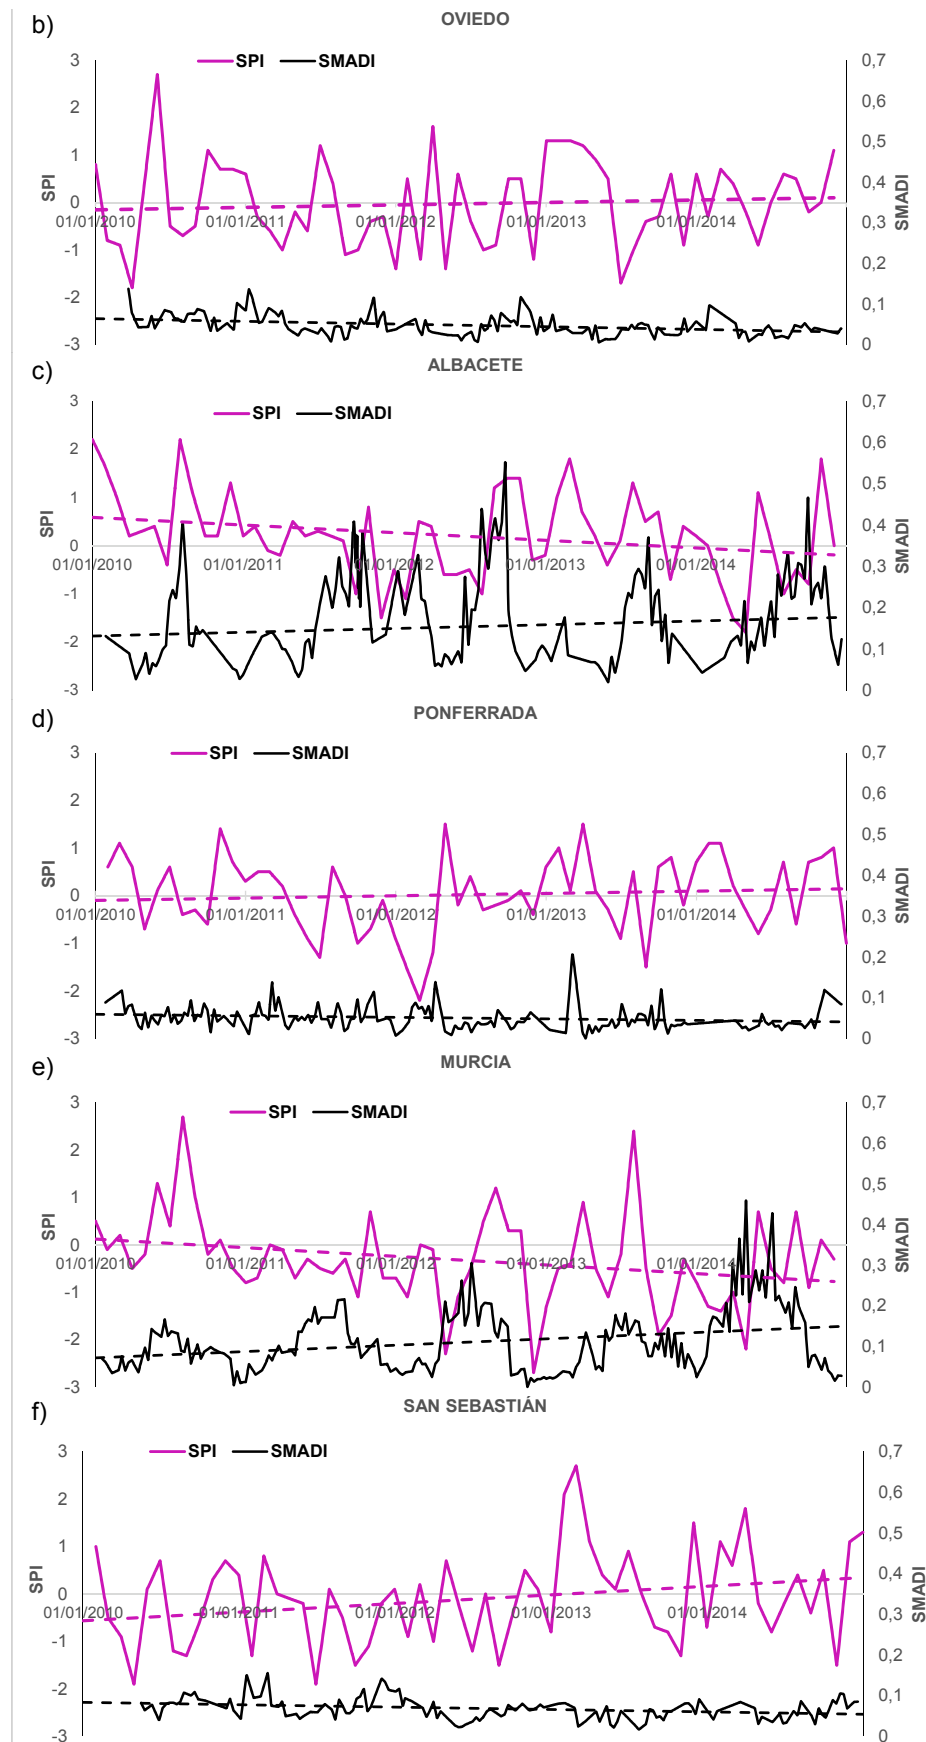 b)
OVIEDO
SPI SMADI
3 0,7
2 0,6
1 0,5
0 0,4
-1 0,3
-2 0,2
-3 0,1
0
SPI
SMADI
01/01/2010 01/01/2011 01/01/2012 01/01/2013 01/01/2014
c)
ALBACETE
SPI SMADI
3 0,7
2 0,6
1 0,5
0 0,4
-1 0,3
-2 0,2
-3 0,1
0
SPI
SMADI
01/01/2010 01/01/2011 01/01/2012 01/01/2013 01/01/2014
d)
PONFERRADA
SPI SMADI
3 0,7
2 0,6
1 0,5
0 0,4
-1 0,3
-2 0,2
-3 0,1
0
SPI
SMADI
01/01/2010 01/01/2011 01/01/2012 01/01/2013 01/01/2014
e)
MURCIA
SPI SMADI
3 0,7
2 0,6
1 0,5
0 0,4
-1 0,3
-2 0,2
-3 0,1
0
SPI
SMADI
01/01/2010 01/01/2011 01/01/2012 01/01/2013 01/01/2014
f)
SAN SEBASTIÁN
SPI SMADI
3 0,7
2 0,6
1 0,5
0 0,4
-1 0,3
-2 0,2
-3 0,1
0
SPI
SMADI
01/01/2010 01/01/2011 01/01/2012 01/01/2013 01/01/2014